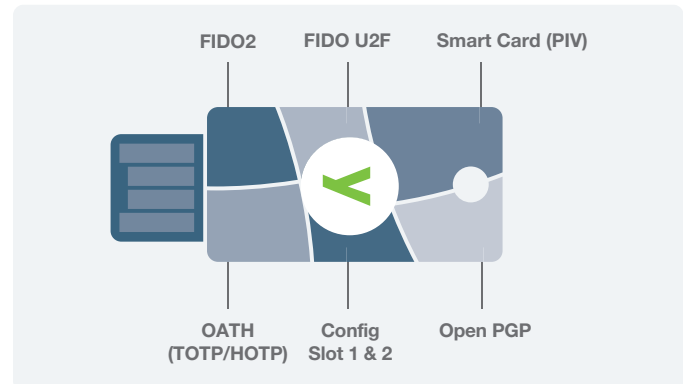 FIDO2
FIDO U2F
Smart Card (PIV)
OATH
(TOTP/HOTP)
Config
Slot 1 & 2
Open PGP